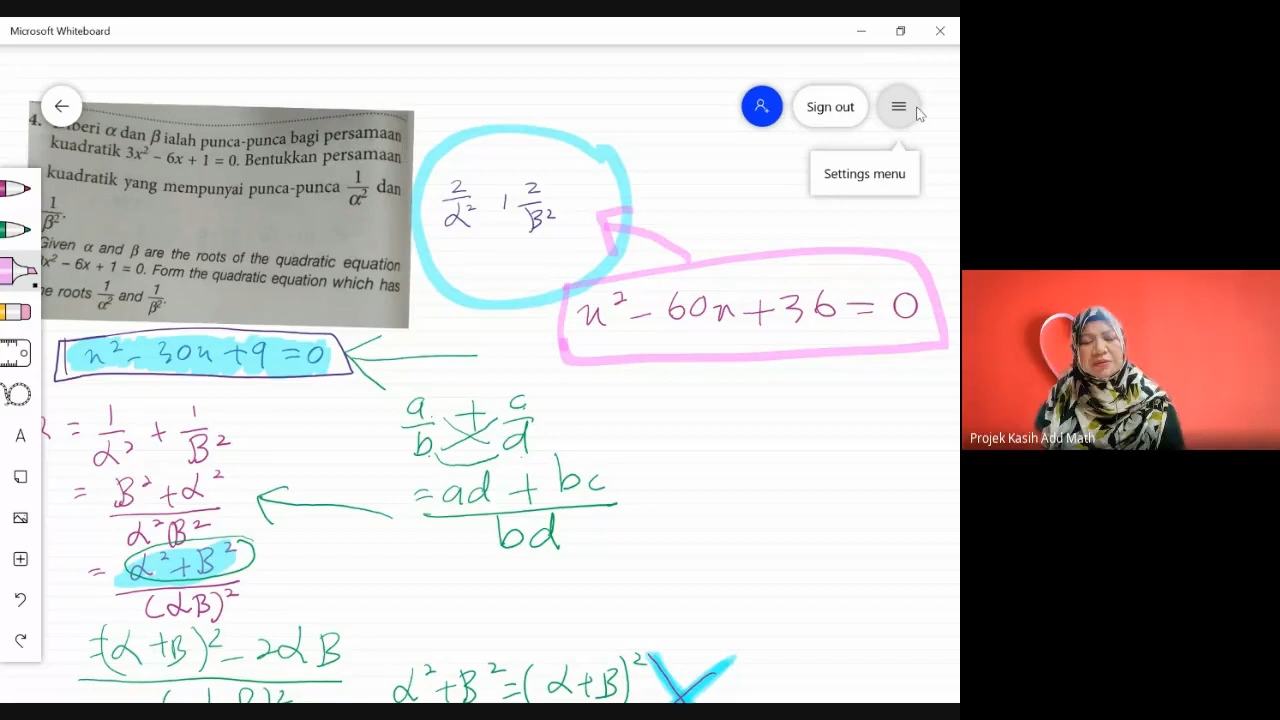 Microsoft Whiteboard
Sign out
Settings menu
4. beri α dan β ialah punca-punca bagi persamaan
kuadratik 3x² − 6x + 1 = 0. Bentukkan persamaan
kuadratik yang mempunyai punca-punca 1/α² dan
1/β².
Given α and β are the roots of the quadratic equation
x² − 6x + 1 = 0. Form the quadratic equation which has
e roots 1/α² and 1/β².
2/α² , 2/β²
x² − 60x + 36 = 0
x² − 30x + 9 = 0
= 1/α² + 1/β²
= β² + α² / α²β²
= α² + β² / (αβ)²
(α + β)² − 2αβ
a/b + c/d
= ad + bc / bd
α² + β² = (α + β)²
Projek Kasih Add Math
A